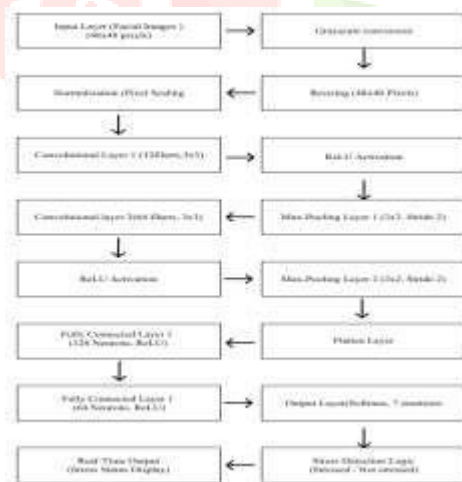 Input Layer (Facial Images )
(48x48 pixels)
Grayscale conversion
Normalization (Pixel Scaling
Resizing (48x48 Pixels)
Convolutional Layer 1 (32filters, 3x3)
ReLU Activation
Convolutional layer 2(64 filters, 3x3)
Max-Pooling Layer 1 (2x2, Stride 2)
ReLU Activation
Max-Pooling Layer 2 (2x2, Stride 2)
Fully Connected Layer 1
(128 Neurons, ReLU)
Flatten Layer
Fully Connected Layer 1
(64 Neurons, ReLU)
Output Layer(Softmax, 7 emotions
Real-Time Output
(Stress Status Display)
Stress Detection Logic
(Stressed / Not stressed)